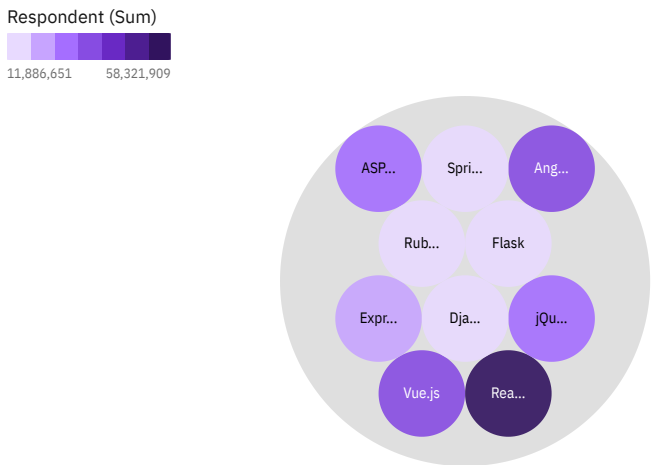 Respondent (Sum)
11,886,651 58,321,909
ASP... Spri... Ang...
Rub... Flask
Expr... Dja... jQu...
Vue.js Rea...